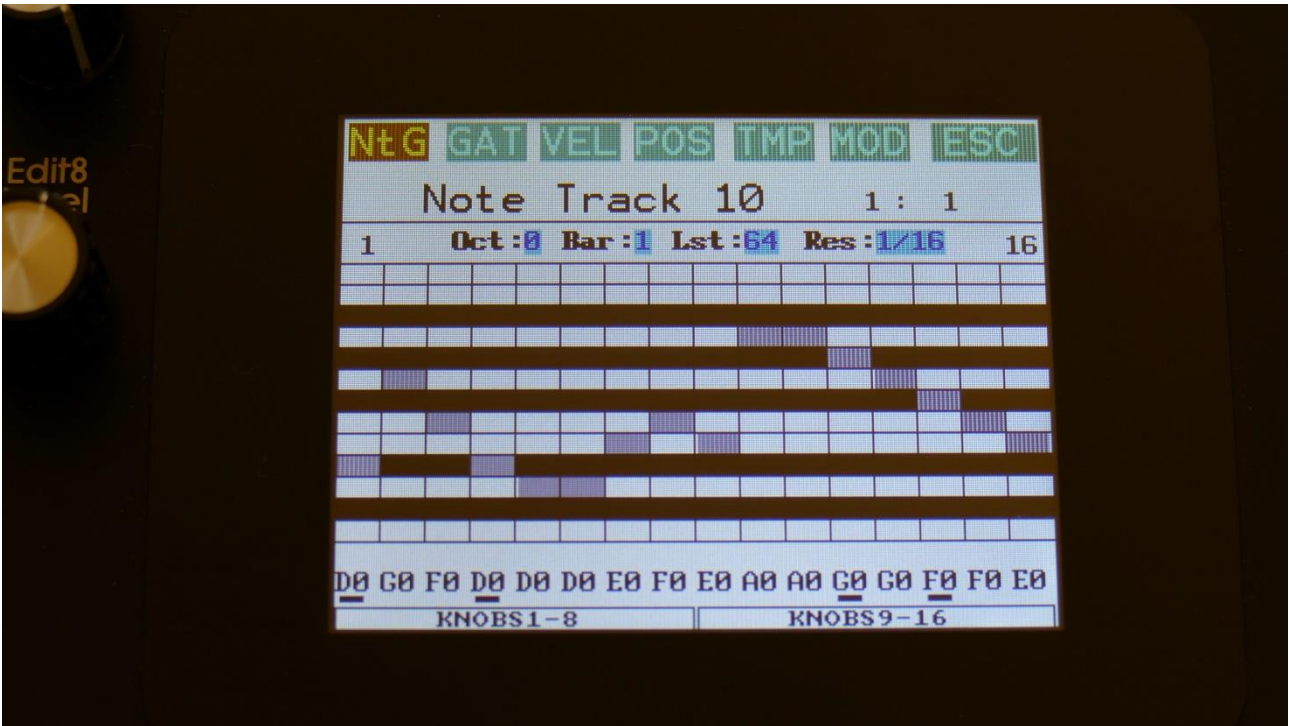 NtG GAT VEL POS TMP MOD ESC
Edit8
Note Track 10 1: 1
1 Oct:0 Bar:1 Lst:64 Res:1/16 16
D0 G0 F0 D0 D0 D0 E0 F0 E0 A0 A0 G0 G0 F0 F0 E0
KNOBS1-8 KNOBS9-16